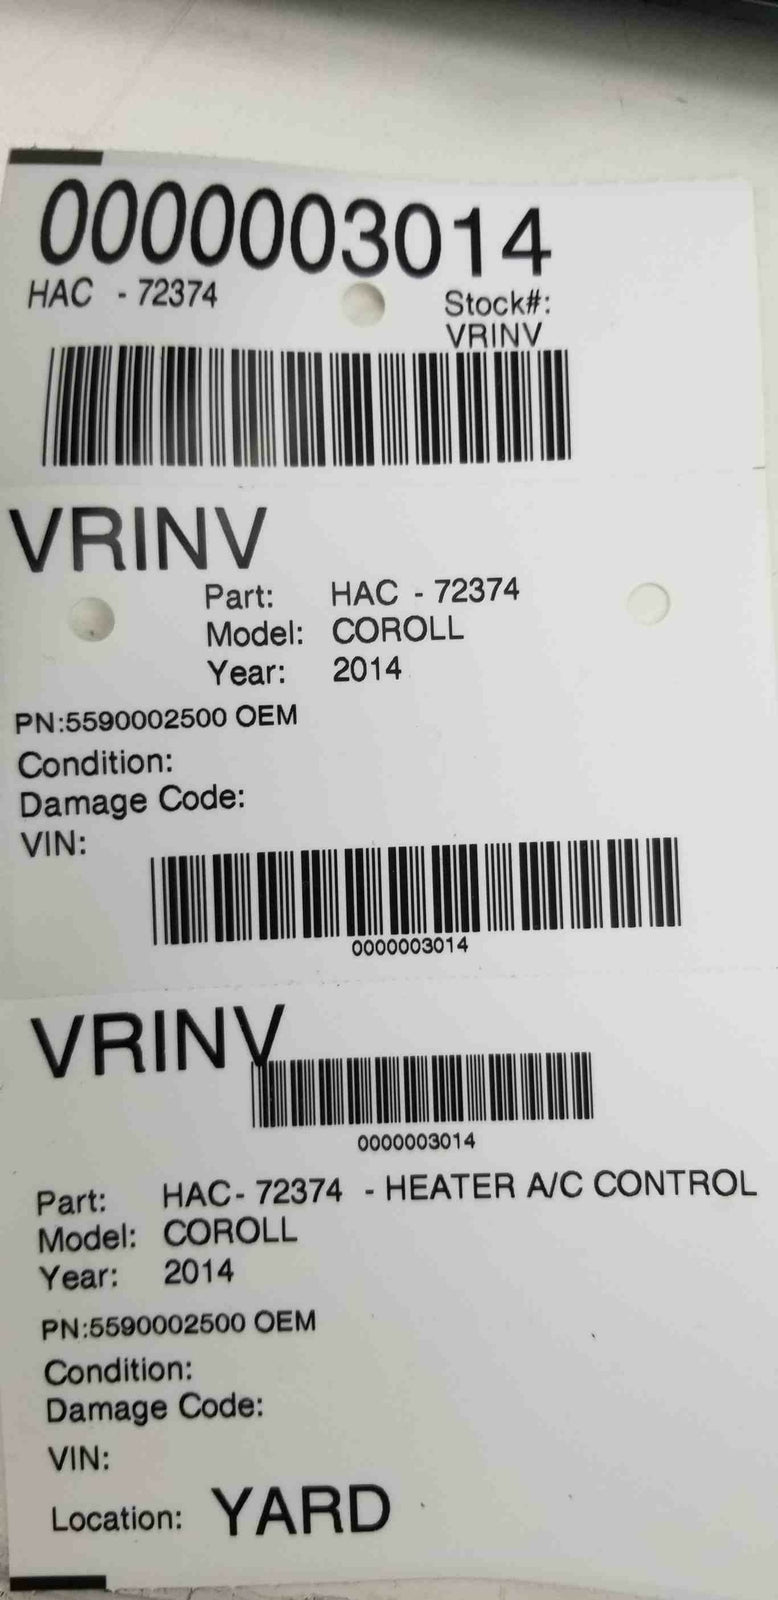 0000003014
HAC - 72374
Stock#:
VRINV
VRINV
Part: HAC - 72374
Model: COROLL
Year: 2014
PN:5590002500 OEM
Condition:
Damage Code:
VIN:
0000003014
VRINV
0000003014
Part: HAC- 72374 - HEATER A/C CONTROL
Model: COROLL
Year: 2014
PN:5590002500 OEM
Condition:
Damage Code:
VIN:
Location: YARD